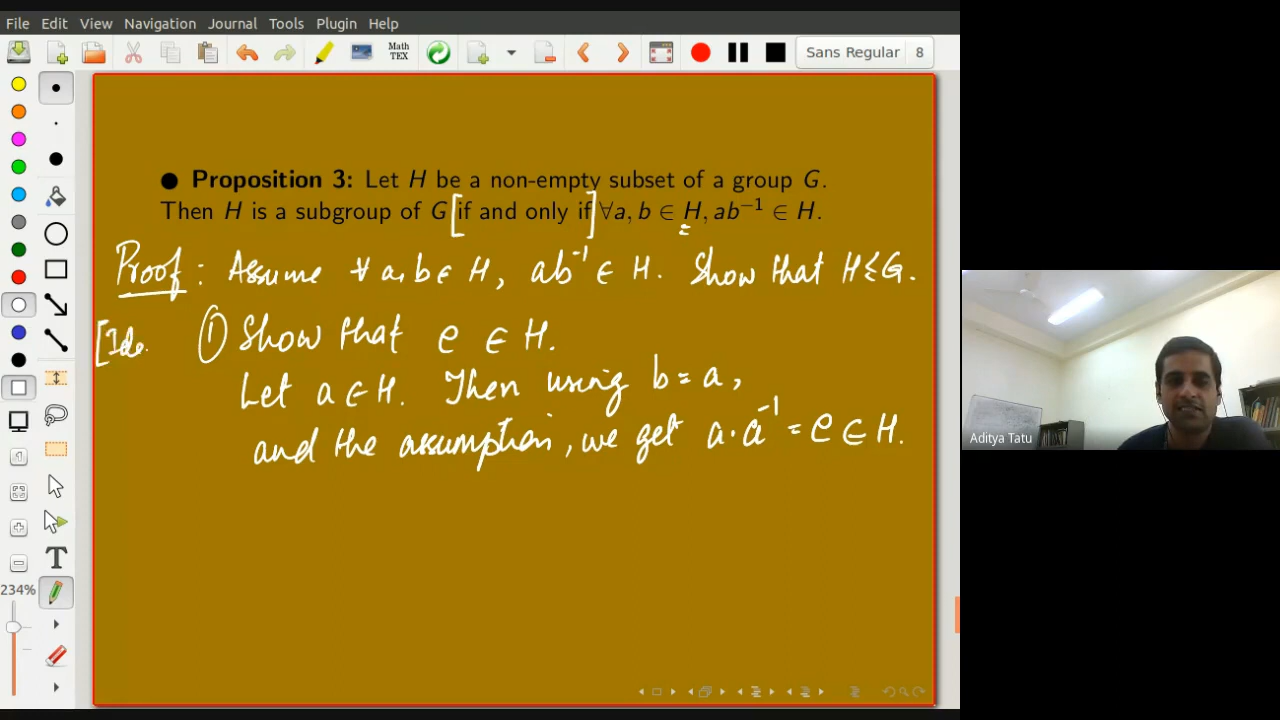 File Edit View Navigation Journal Tools Plugin Help
Math TEX
Sans Regular 8
● Proposition 3: Let H be a non-empty subset of a group G.
Then H is a subgroup of G [if and only if] ∀a, b ∈ H, ab⁻¹ ∈ H.
Proof: Assume ∀ a, b ∈ H, ab⁻¹ ∈ H. Show that H ≤ G.
[Ide. ① Show that e ∈ H.
Let a ∈ H. Then using b = a,
and the assumption, we get a·a⁻¹ = e ∈ H.
Aditya Tatu
234%